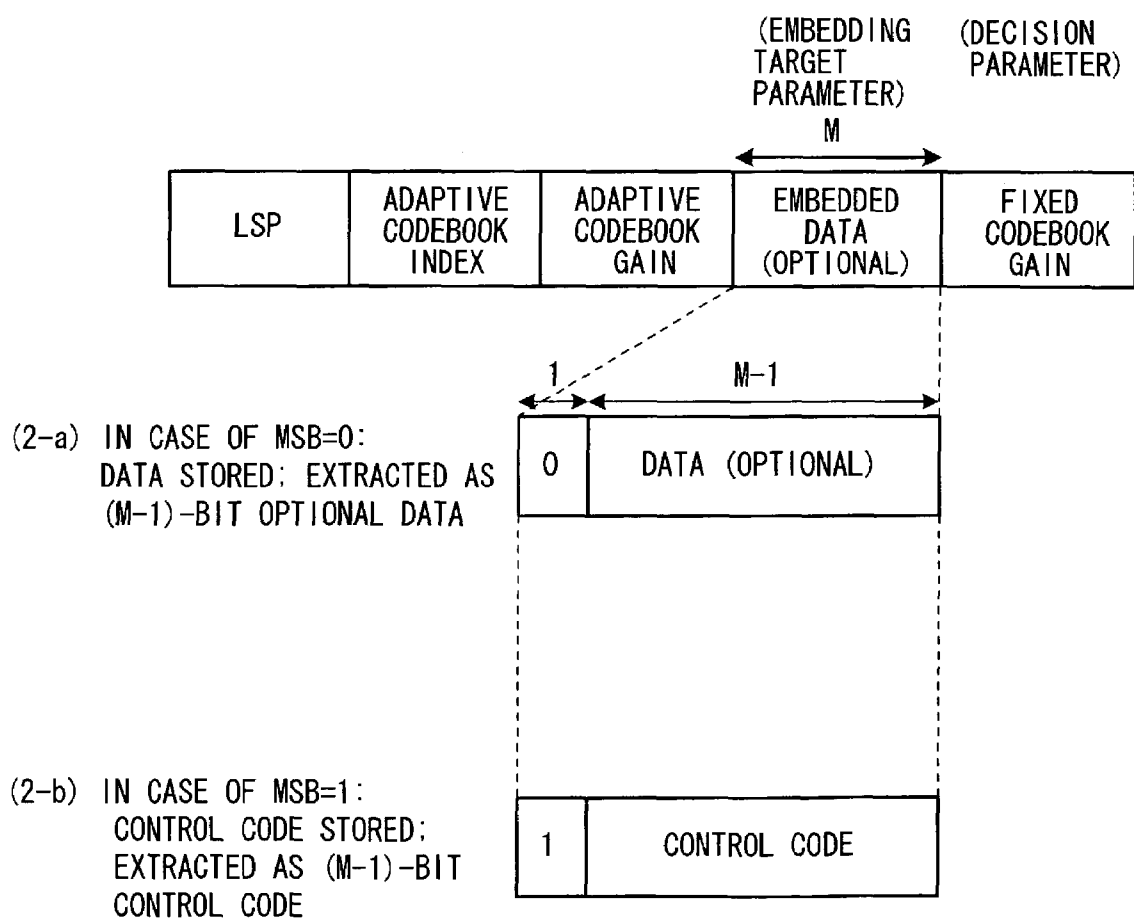 (EMBEDDING
TARGET
PARAMETER)
(DECISION
PARAMETER)
M
LSP
ADAPTIVE
CODEBOOK
INDEX
ADAPTIVE
CODEBOOK
GAIN
EMBEDDED
DATA
(OPTIONAL)
FIXED
CODEBOOK
GAIN
1
M-1
(2-a) IN CASE OF MSB=0:
DATA STORED; EXTRACTED AS
(M-1)-BIT OPTIONAL DATA
0
DATA (OPTIONAL)
(2-b) IN CASE OF MSB=1:
CONTROL CODE STORED;
EXTRACTED AS (M-1)-BIT
CONTROL CODE
1
CONTROL CODE